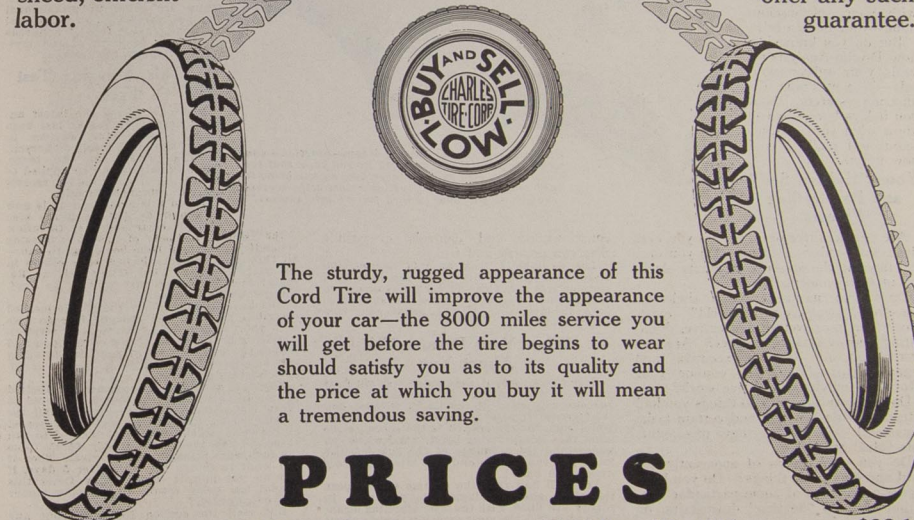 labor.
guarantee.
BUY AND SELL
LOW
CHARLES
TIRE-CORP
The sturdy, rugged appearance of this
Cord Tire will improve the appearance
of your car—the 8000 miles service you
will get before the tire begins to wear
should satisfy you as to its quality and
the price at which you buy it will mean
a tremendous saving.
PRICES